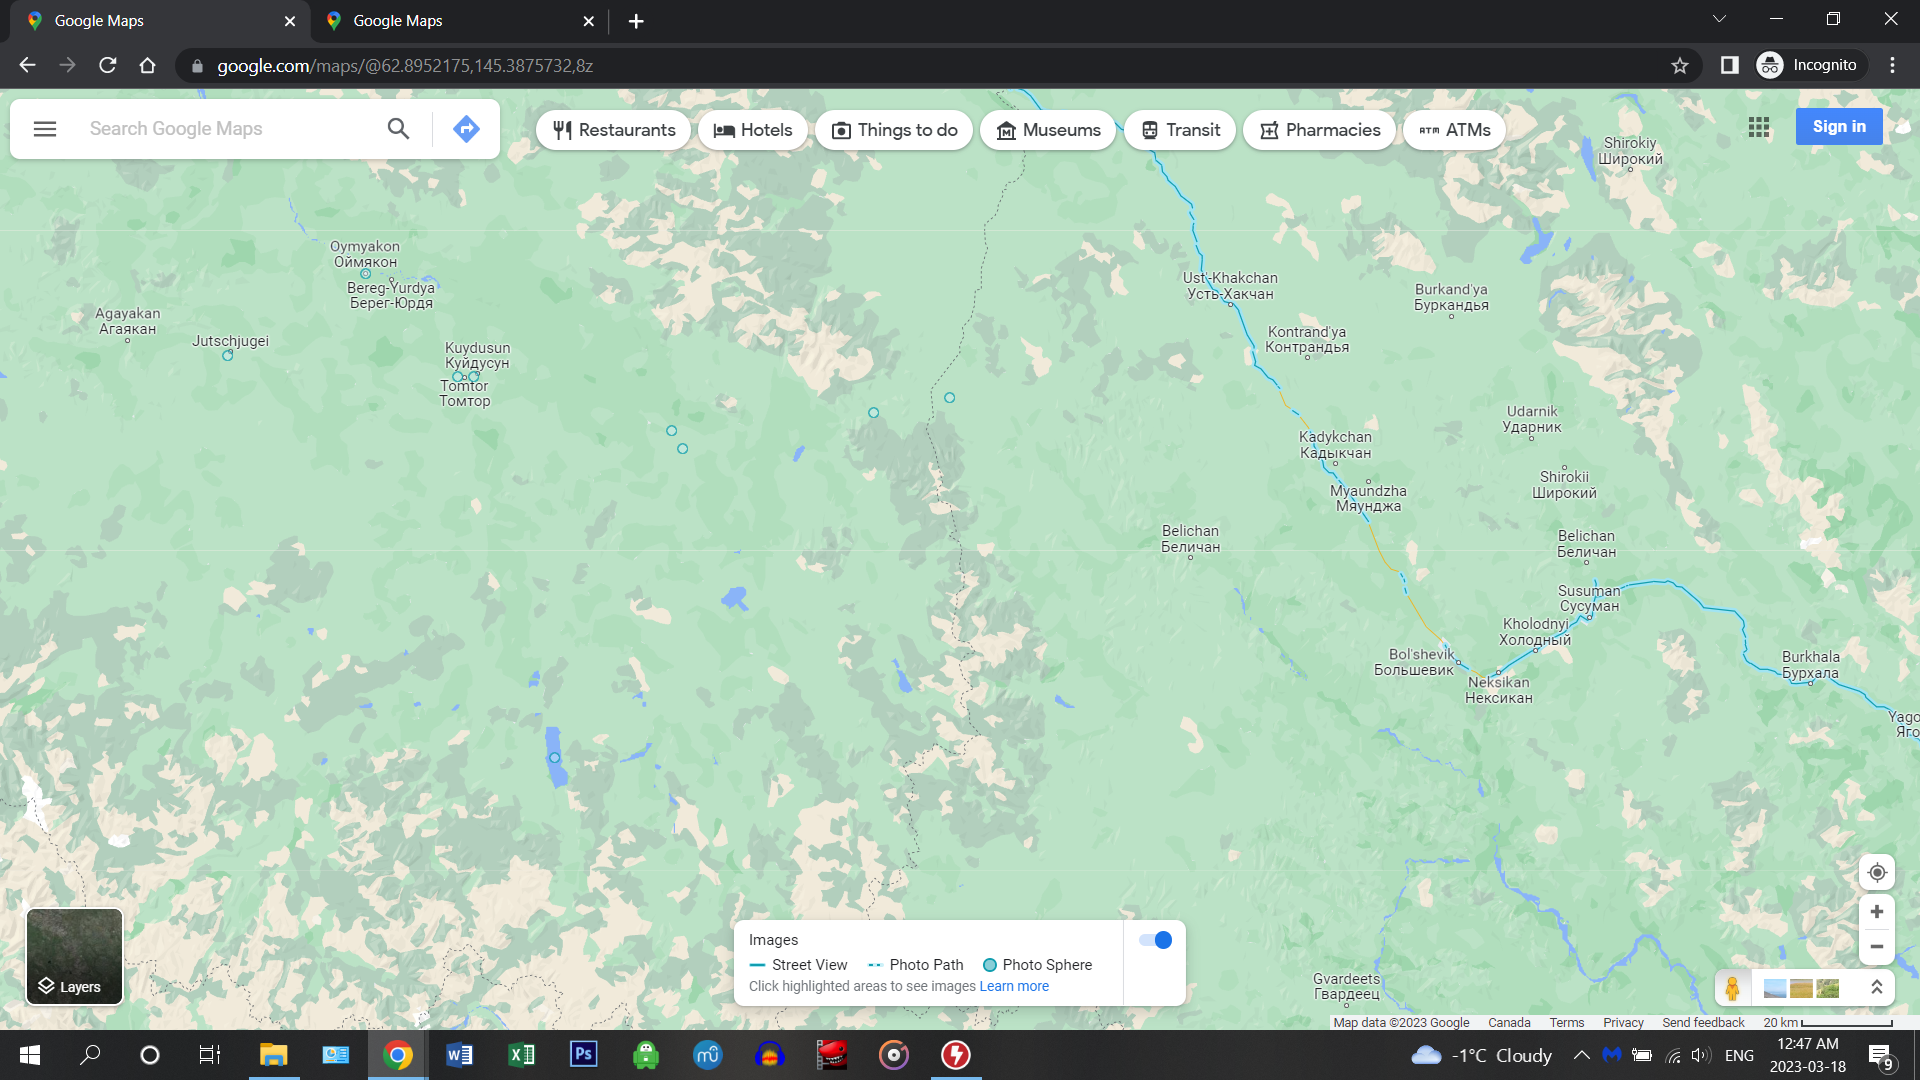 Google Maps
Google Maps
google.com/maps/@62.8952175,145.3875732,8z
Incognito
Search Google Maps
Restaurants
Hotels
Things to do
Museums
Transit
Pharmacies
ATM ATMs
Sign in
Shirokiy
Широкий
Oymyakon
Оймякон
Bereg-Yurdya
Берег-Юрдя
Ust'-Khakchan
Усть-Хакчан
Burkand'ya
Буркандья
Agayakan
Агаякан
Jutschjugei
Kontrand'ya
Контрандья
Kuydusun
Куйдусун
Tomtor
Томтор
Udarnik
Ударник
Kadykchan
Кадыкчан
Shirokii
Широкий
Myaundzha
Мяунджа
Belichan
Беличан
Belichan
Беличан
Susuman
Сусуман
Kholodnyi
Холодный
Bol'shevik
Большевик
Burkhala
Бурхала
Neksikan
Нексикан
Yago
Яго
Gvardeets
Гвардеец
Layers
Images
Street View
Photo Path
Photo Sphere
Click highlighted areas to see images Learn more
Map data ©2023 Google
Canada
Terms
Privacy
Send feedback
20 km
W
X
Ps
mu
-1°C Cloudy
ENG
12:47 AM
2023-03-18
9